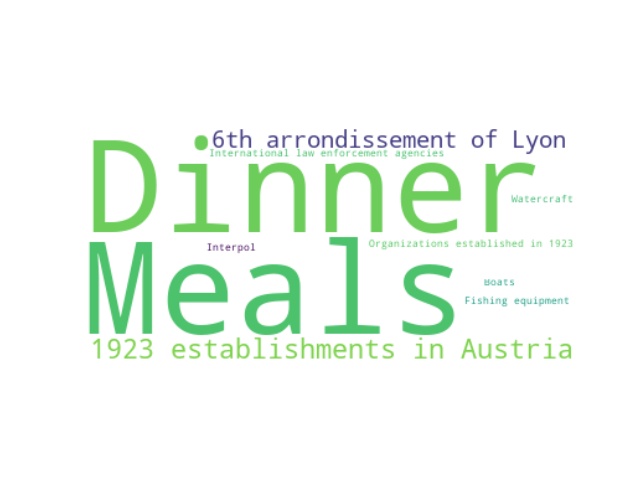 6th arrondissement of Lyon
International law enforcement agencies
Dinner
Watercraft
Interpol
Organizations established in 1923
Meals
Boats
Fishing equipment
1923 establishments in Austria